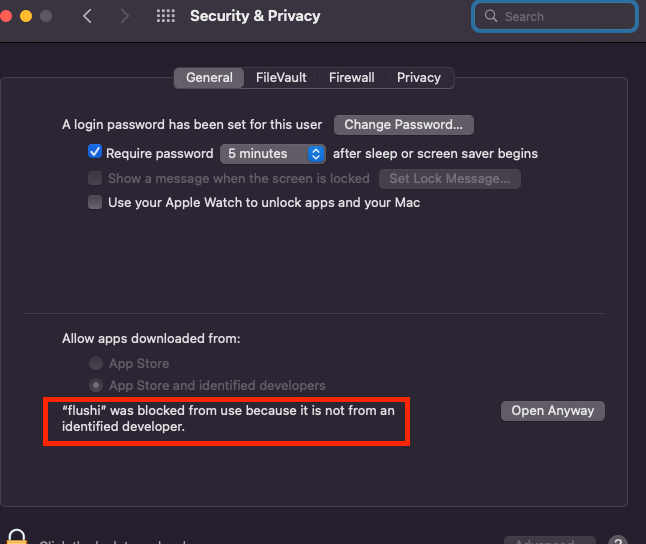 Security & Privacy
Search
General FileVault Firewall Privacy
A login password has been set for this user Change Password...
Require password 5 minutes after sleep or screen saver begins
Show a message when the screen is locked Set Lock Message...
Use your Apple Watch to unlock apps and your Mac
Allow apps downloaded from:
App Store
App Store and identified developers
“flushi” was blocked from use because it is not from an
identified developer.
Open Anyway
Advanced...
?